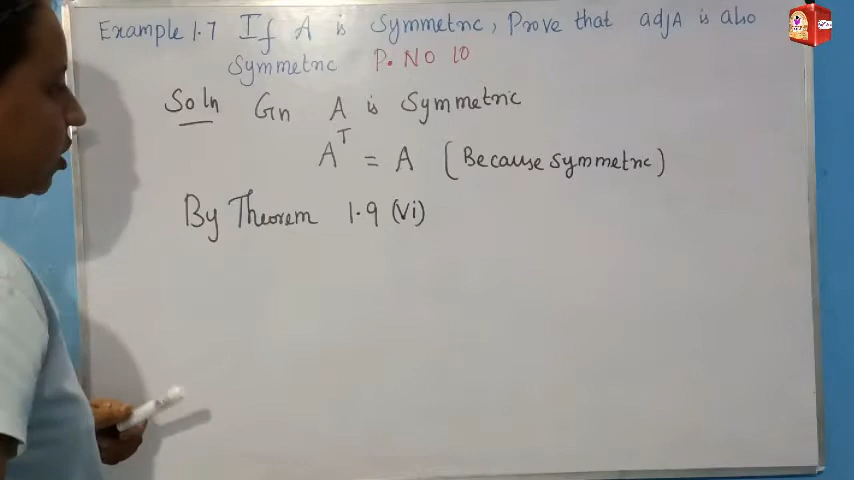 Example 1.7 If A is Symmetric, Prove that adjA is also
Symmetric P. NO 10
Soln Gn A is Symmetric
A^T = A (Because Symmetric)
By Theorem 1.9 (vi)